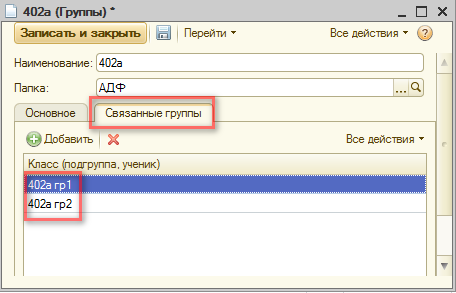 402а (Группы) *
Записать и закрыть Перейти Все действия
Наименование: 402а
Папка: АДФ ...
Основное Связанные группы
Добавить Все действия
Класс (подгруппа, ученик)
402а гр1
402а гр2